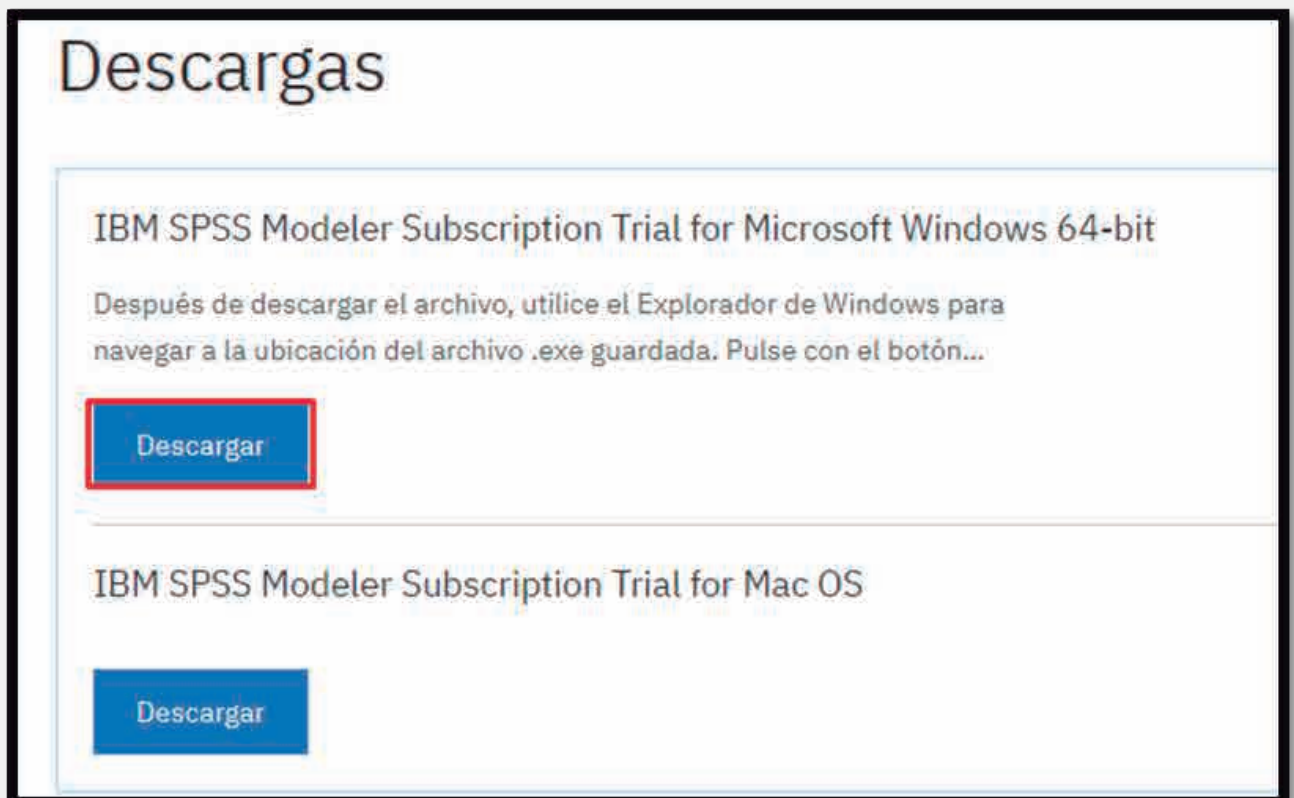 Descargas
IBM SPSS Modeler Subscription Trial for Microsoft Windows 64-bit
Después de descargar el archivo, utilice el Explorador de Windows para
navegar a la ubicación del archivo .exe guardada. Pulse con el botón...
Descargar
IBM SPSS Modeler Subscription Trial for Mac OS
Descargar